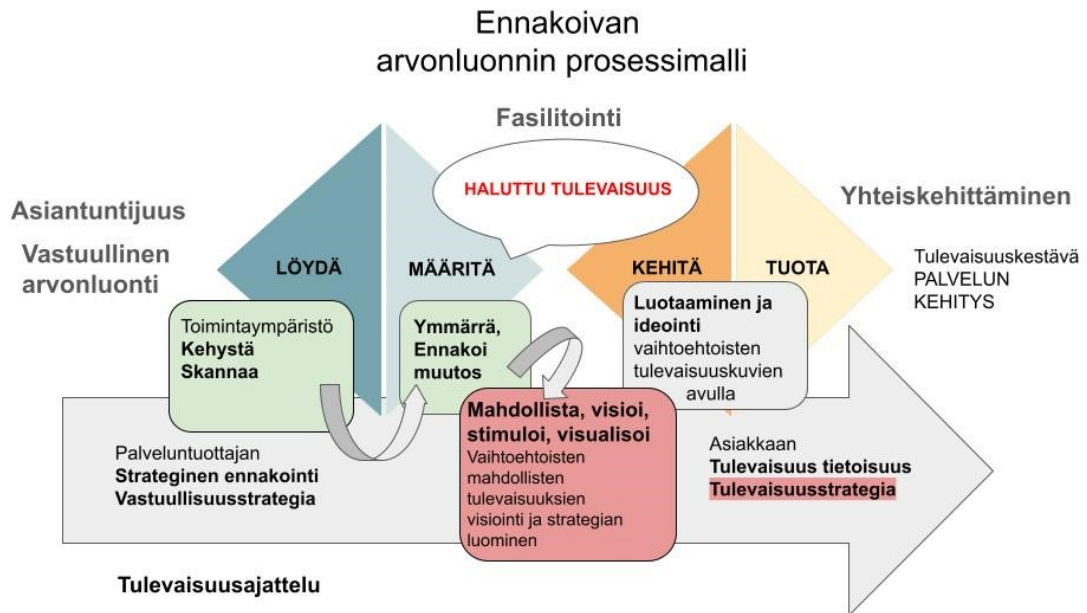 Ennakoivan
arvonluonnin prosessimalli
Fasilitointi
HALUTTU TULEVAISUUS
Asiantuntijuus
Vastuullinen
arvonluonti
Yhteiskehittäminen
LÖYDÄ
MÄÄRITÄ
KEHITÄ
TUOTA
Tulevaisuuskestävä
PALVELUN
KEHITYS
Toimintaympäristö
Kehystä
Skannaa
Ymmärrä,
Ennakoi
muutos
Luotaaminen ja
ideointi
vaihtoehtoisten
tulevaisuuskuvien
avulla
Mahdollista, visioi,
stimuloi, visualisoi
Vaihtoehtoisten
mahdollisten
tulevaisuuksien
visiointi ja strategian
luominen
Palveluntuottajan
Strateginen ennakointi
Vastuullisuusstrategia
Asiakkaan
Tulevaisuus tietoisuus
Tulevaisuusstrategia
Tulevaisuusajattelu